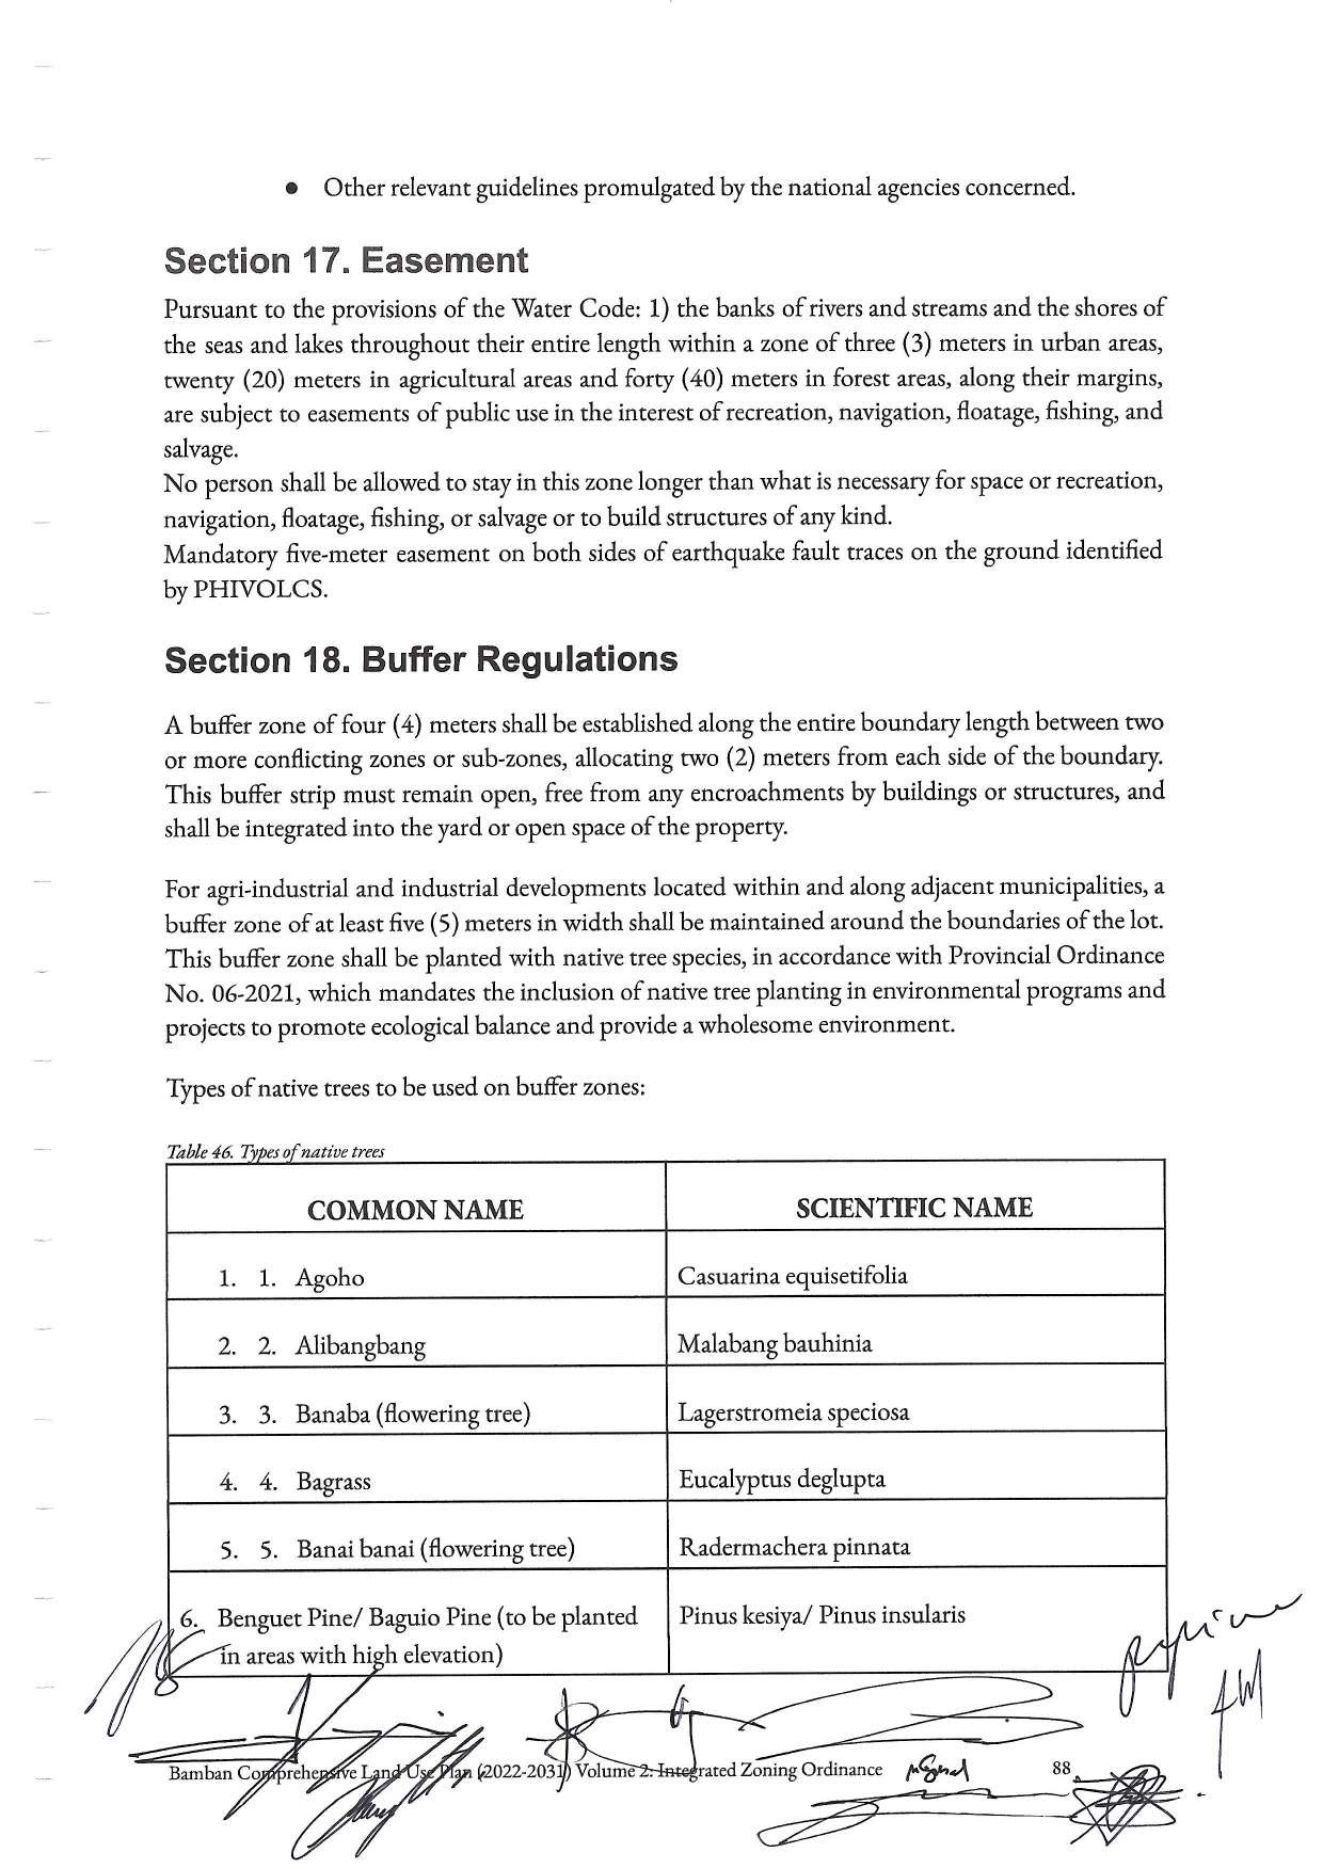 ● Other relevant guidelines promulgated by the national agencies concerned.
Section 17. Easement
Pursuant to the provisions of the Water Code: 1) the banks of rivers and streams and the shores of
the seas and lakes throughout their entire length within a zone of three (3) meters in urban areas,
twenty (20) meters in agricultural areas and forty (40) meters in forest areas, along their margins,
are subject to easements of public use in the interest of recreation, navigation, floatage, fishing, and
salvage.
No person shall be allowed to stay in this zone longer than what is necessary for space or recreation,
navigation, floatage, fishing, or salvage or to build structures of any kind.
Mandatory five-meter easement on both sides of earthquake fault traces on the ground identified
by PHIVOLCS.
Section 18. Buffer Regulations
A buffer zone of four (4) meters shall be established along the entire boundary length between two
or more conflicting zones or sub-zones, allocating two (2) meters from each side of the boundary.
This buffer strip must remain open, free from any encroachments by buildings or structures, and
shall be integrated into the yard or open space of the property.
For agri-industrial and industrial developments located within and along adjacent municipalities, a
buffer zone of at least five (5) meters in width shall be maintained around the boundaries of the lot.
This buffer zone shall be planted with native tree species, in accordance with Provincial Ordinance
No. 06-2021, which mandates the inclusion of native tree planting in environmental programs and
projects to promote ecological balance and provide a wholesome environment.
Types of native trees to be used on buffer zones:
Table 46. Types of native trees
COMMON NAME SCIENTIFIC NAME
1. 1. Agoho Casuarina equisetifolia
2. 2. Alibangbang Malabang bauhinia
3. 3. Banaba (flowering tree) Lagerstromeia speciosa
4. 4. Bagrass Eucalyptus deglupta
5. 5. Banai banai (flowering tree) Radermachera pinnata
6. Benguet Pine/ Baguio Pine (to be planted Pinus kesiya/ Pinus insularis
in areas with high elevation)
Bamban Comprehensive Land Use Plan (2022-2031) Volume 2: Integrated Zoning Ordinance 88